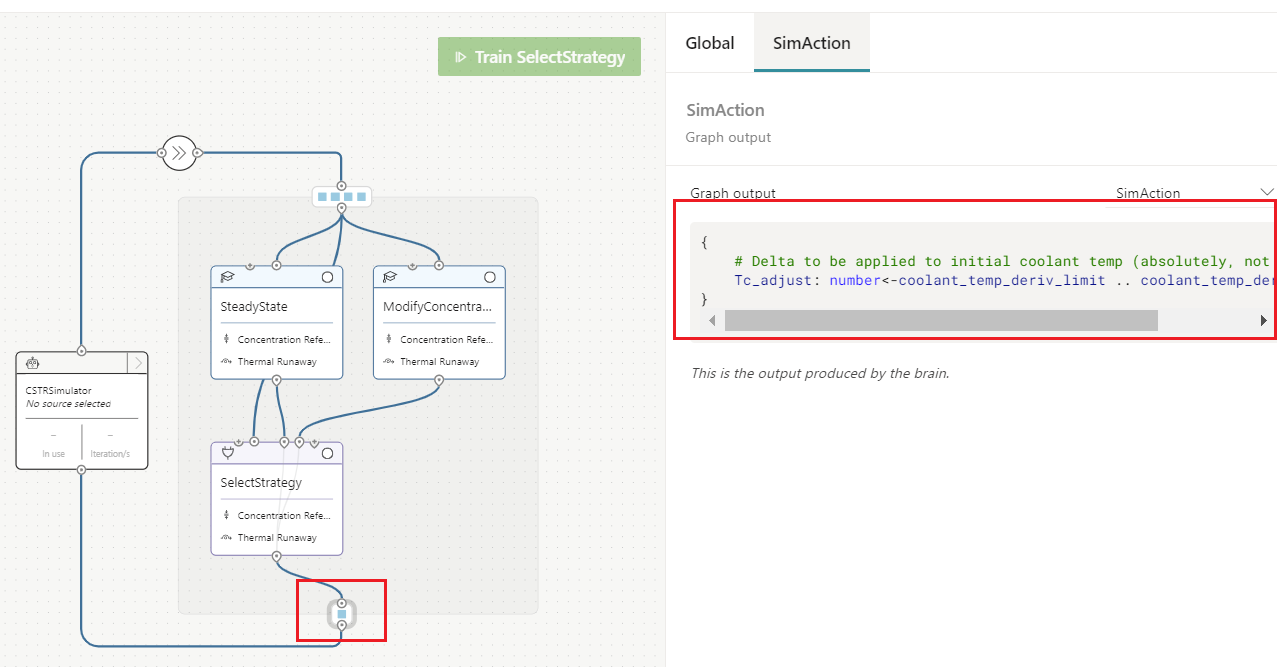 Train SelectStrategy
SteadyState
Concentration Refe...
Thermal Runaway
ModifyConcentra...
Concentration Refe...
Thermal Runaway
CSTRSimulator
No source selected
– –
In use Iteration/s
SelectStrategy
Concentration Refe...
Thermal Runaway
Global SimAction
SimAction
Graph output
Graph output SimAction
{
# Delta to be applied to initial coolant temp (absolutely, not
Tc_adjust: number<-coolant_temp_deriv_limit .. coolant_temp_der
}
This is the output produced by the brain.